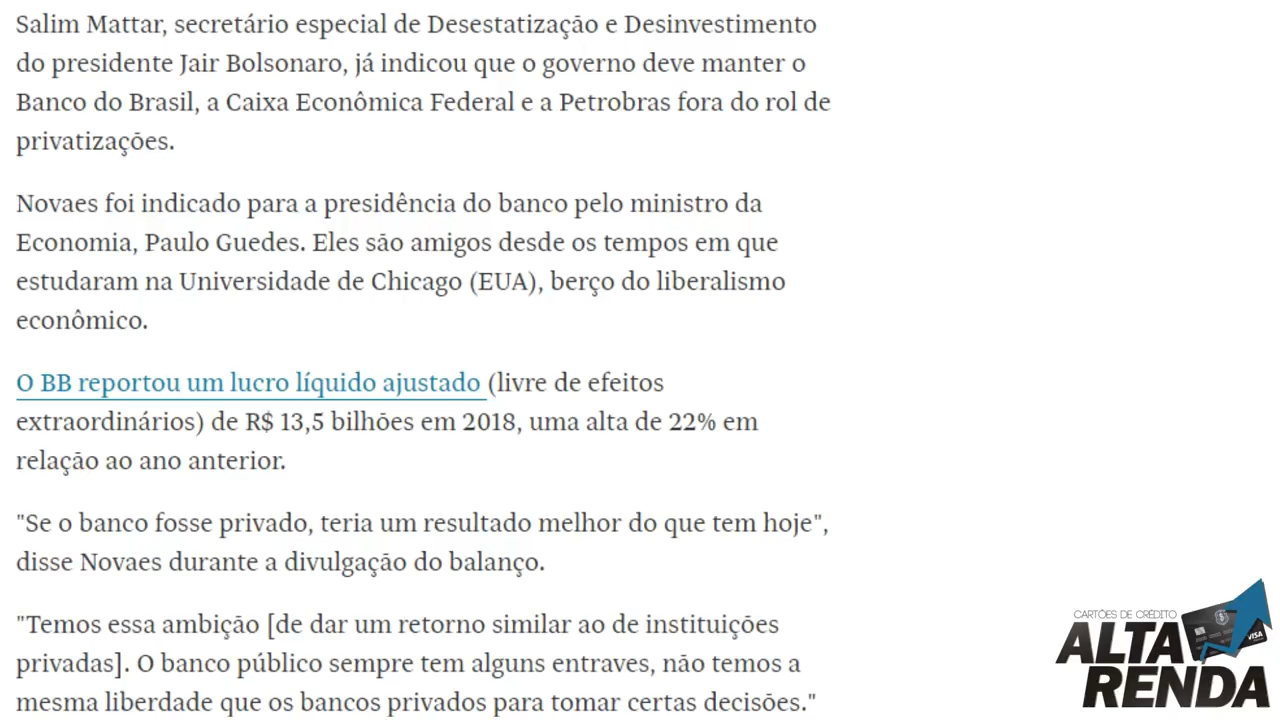 Salim Mattar, secretário especial de Desestatização e Desinvestimento
do presidente Jair Bolsonaro, já indicou que o governo deve manter o
Banco do Brasil, a Caixa Econômica Federal e a Petrobras fora do rol de
privatizações.
Novaes foi indicado para a presidência do banco pelo ministro da
Economia, Paulo Guedes. Eles são amigos desde os tempos em que
estudaram na Universidade de Chicago (EUA), berço do liberalismo
econômico.
O BB reportou um lucro líquido ajustado (livre de efeitos
extraordinários) de R$ 13,5 bilhões em 2018, uma alta de 22% em
relação ao ano anterior.
"Se o banco fosse privado, teria um resultado melhor do que tem hoje",
disse Novaes durante a divulgação do balanço.
"Temos essa ambição [de dar um retorno similar ao de instituições
privadas]. O banco público sempre tem alguns entraves, não temos a
mesma liberdade que os bancos privados para tomar certas decisões."
CARTÕES DE CRÉDITO
ALTA
RENDA
VISA